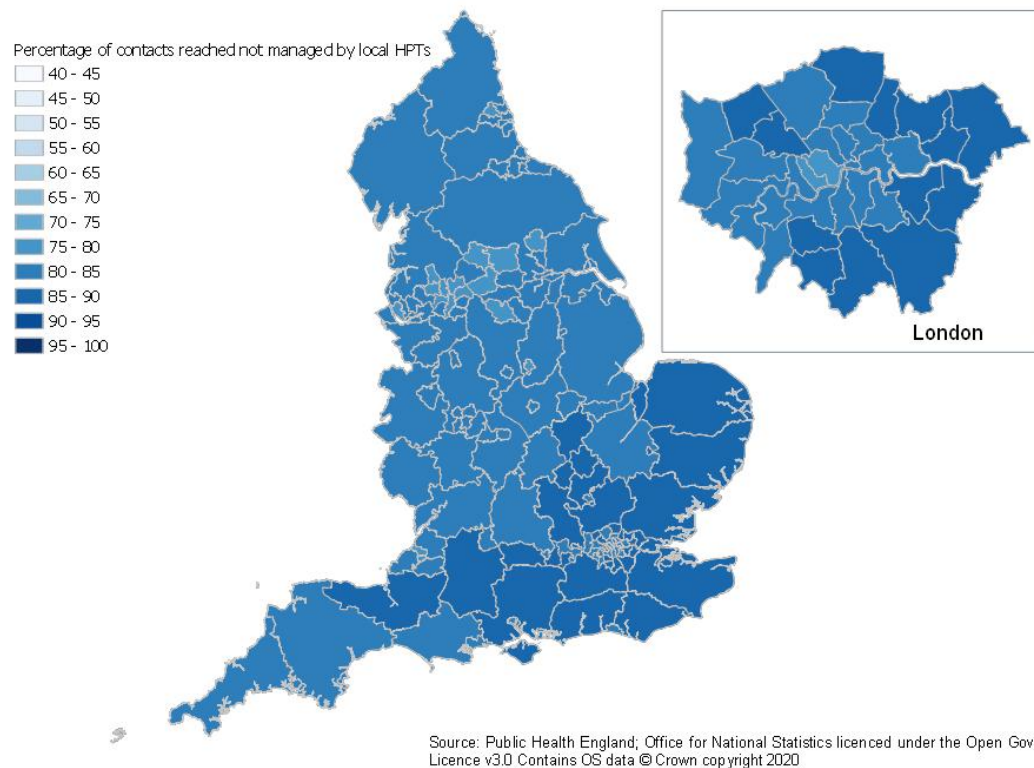 Percentage of contacts reached not managed by local HPTs
40 - 45
45 - 50
50 - 55
55 - 60
60 - 65
65 - 70
70 - 75
75 - 80
80 - 85
85 - 90
90 - 95
95 - 100
London
Source: Public Health England; Office for National Statistics licenced under the Open Gov
Licence v3.0 Contains OS data © Crown copyright 2020